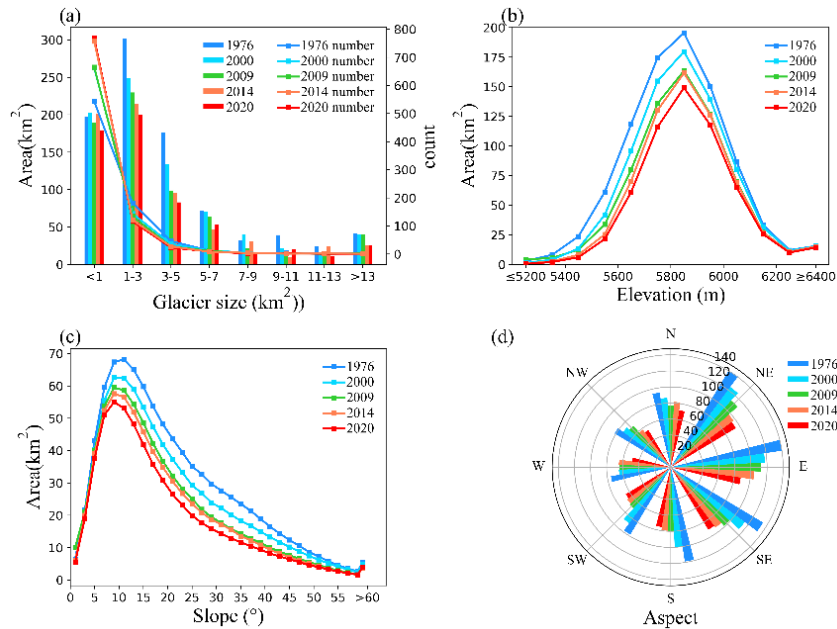 (a)
Area(km²)
300
250
200
150
100
50
0
1976
2000
2009
2014
2020
1976 number
2000 number
2009 number
2014 number
2020 number
800
700
600
500
400
300
200
100
0
count
<1 1-3 3-5 5-7 7-9 9-11 11-13 >13
Glacier size (km²))
(b)
Area(km²)
200
175
150
125
100
75
50
25
0
1976
2000
2009
2014
2020
≤5200 5400 5600 5800 6000 6200 ≥6400
Elevation (m)
(c)
Area(km²)
70
60
50
40
30
20
10
0
1976
2000
2009
2014
2020
0 5 10 15 20 25 30 35 40 45 50 55 >60
Slope (°)
(d)
N
NE
E
SE
S
SW
W
NW
140
120
100
80
60
40
20
1976
2000
2009
2014
2020
Aspect